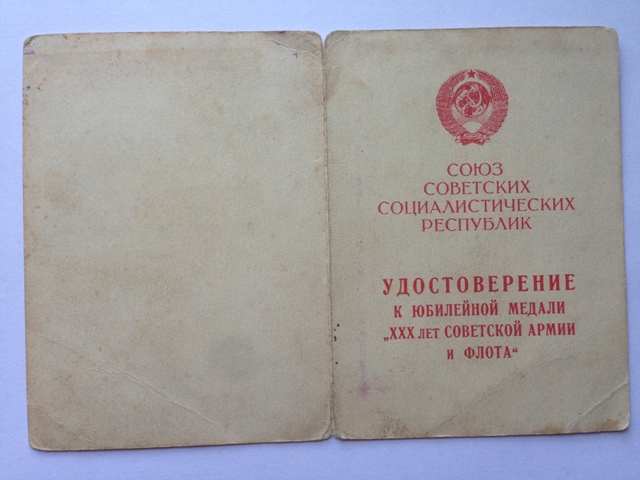 СОЮЗ
СОВЕТСКИХ
СОЦИАЛИСТИЧЕСКИХ
РЕСПУБЛИК
УДОСТОВЕРЕНИЕ
К ЮБИЛЕЙНОЙ МЕДАЛИ
„XXX ЛЕТ СОВЕТСКОЙ АРМИИ
И ФЛОТА“